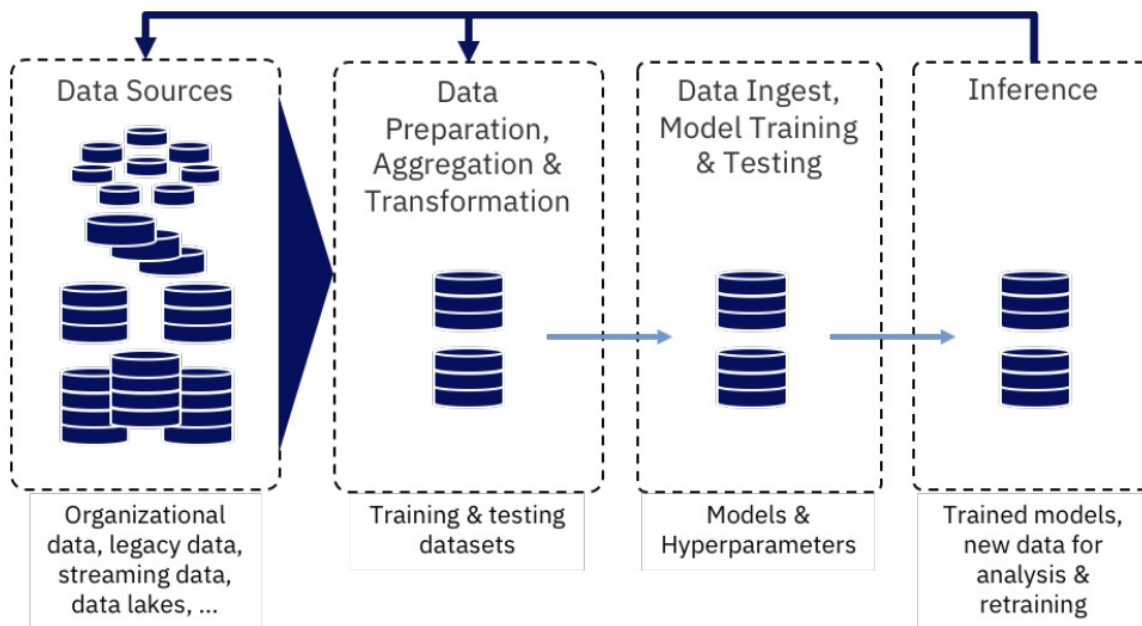 Data Sources
Data
Preparation,
Aggregation &
Transformation
Data Ingest,
Model Training
& Testing
Inference
Organizational
data, legacy data,
streaming data,
data lakes, ...
Training & testing
datasets
Models &
Hyperparameters
Trained models,
new data for
analysis &
retraining